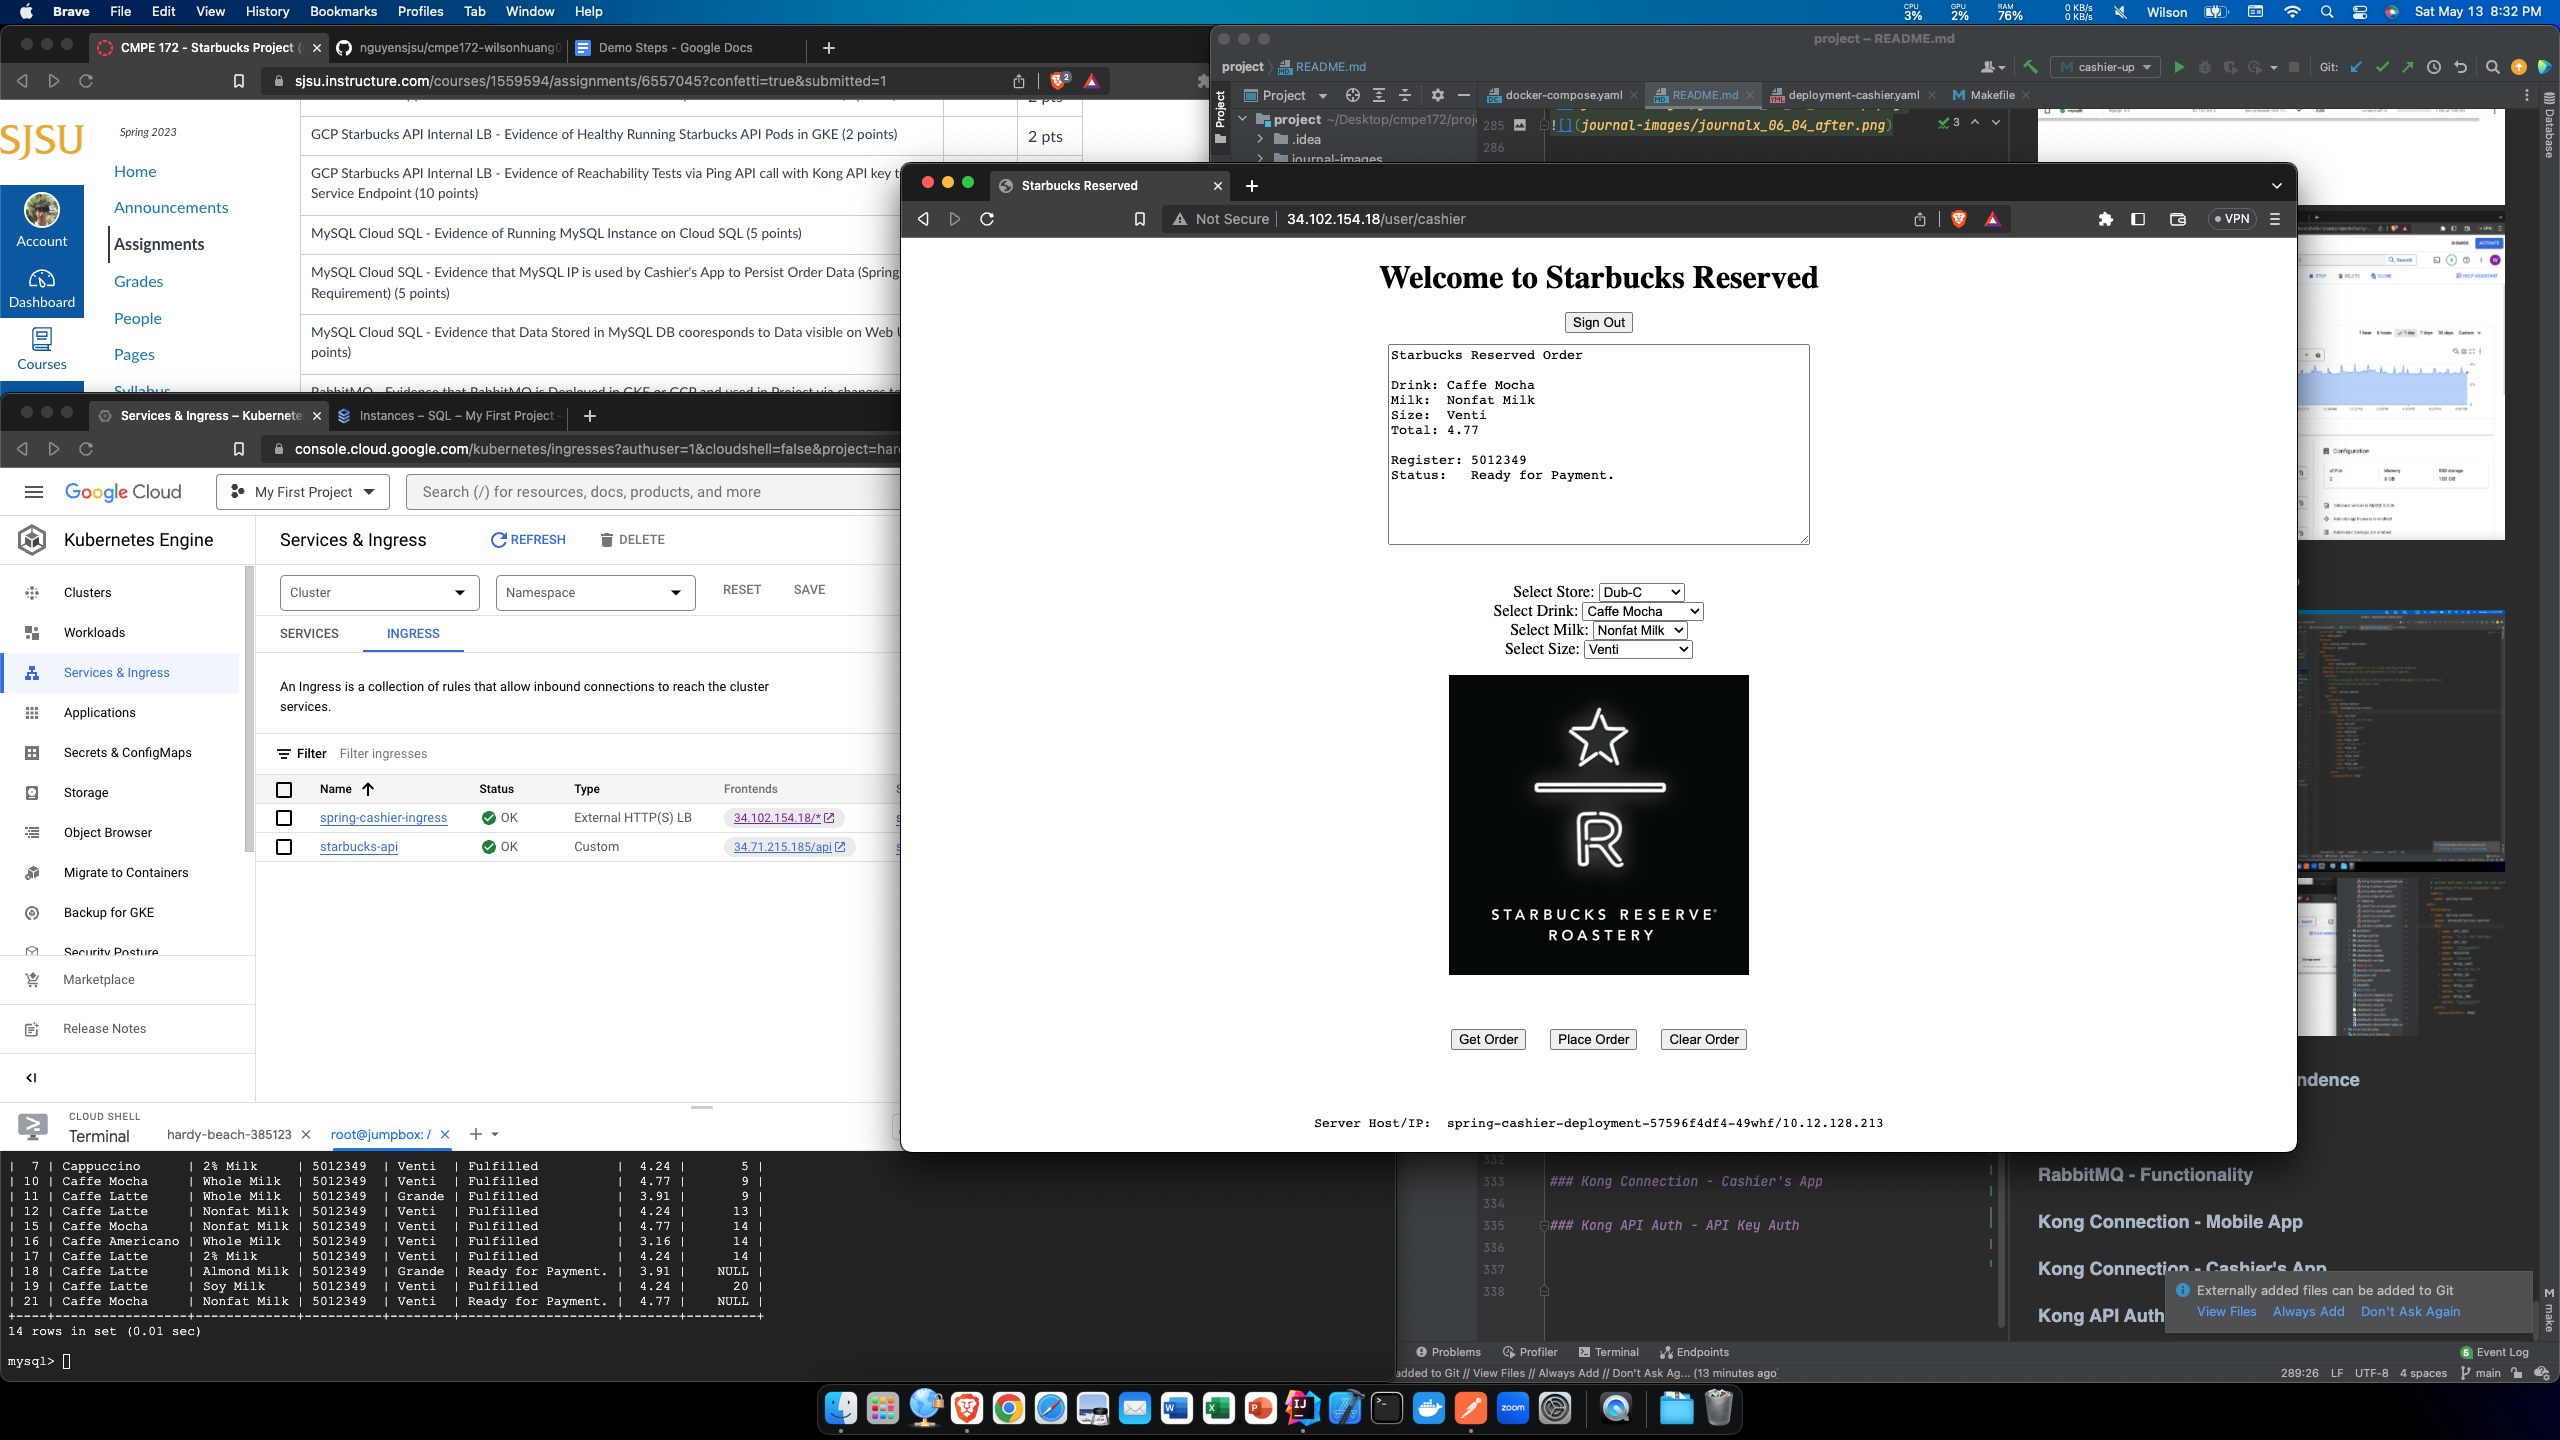 Brave File Edit View History Bookmarks Profiles Tab Window Help
CPU 3% GPU 2% RAM 76% 0 KB/s 0 KB/s Wilson Sat May 13 8:32 PM
CMPE 172 - Starbucks Project (
nguyensjsu/cmpe172-wilsonhuang0
Demo Steps - Google Docs
sjsu.instructure.com/courses/1559594/assignments/6557045?confetti=true&submitted=1
SJSU
Spring 2023
Account
Dashboard
Courses
Home
Announcements
Assignments
Grades
People
Pages
Syllabus
2 pts
GCP Starbucks API Internal LB - Evidence of Healthy Running Starbucks API Pods in GKE (2 points)
2 pts
GCP Starbucks API Internal LB - Evidence of Reachability Tests via Ping API call with Kong API key t
Service Endpoint (10 points)
MySQL Cloud SQL - Evidence of Running MySQL Instance on Cloud SQL (5 points)
MySQL Cloud SQL - Evidence that MySQL IP is used by Cashier's App to Persist Order Data (Spring
Requirement) (5 points)
MySQL Cloud SQL - Evidence that Data Stored in MySQL DB cooresponds to Data visible on Web U
points)
RabbitMQ - Evidence that RabbitMQ is Deployed in GKE or GCP and used in Project via changes to
project – README.md
project README.md
cashier-up
Git:
Project
Project
docker-compose.yaml
README.md
deployment-cashier.yaml
Makefile
project ~/Desktop/cmpe172/proj
.idea
journal-images
285 ![](journal-images/journalx_06_04_after.png)
3
286
Database
Starbucks Reserved
Not Secure 34.102.154.18/user/cashier
VPN
Welcome to Starbucks Reserved
Sign Out
Starbucks Reserved Order
Drink: Caffe Mocha
Milk: Nonfat Milk
Size: Venti
Total: 4.77
Register: 5012349
Status: Ready for Payment.
Select Store: Dub-C
Select Drink: Caffe Mocha
Select Milk: Nonfat Milk
Select Size: Venti
R
STARBUCKS RESERVE
ROASTERY
Get Order
Place Order
Clear Order
Server Host/IP: spring-cashier-deployment-57596f4df4-49whf/10.12.128.213
Services & Ingress – Kubernete
Instances – SQL – My First Project -
console.cloud.google.com/kubernetes/ingresses?authuser=1&cloudshell=false&project=har
Google Cloud
My First Project
Search (/) for resources, docs, products, and more
Kubernetes Engine
Services & Ingress
REFRESH
DELETE
Clusters
Workloads
Services & Ingress
Applications
Secrets & ConfigMaps
Storage
Object Browser
Migrate to Containers
Backup for GKE
Security Posture
Marketplace
Release Notes
Cluster
Namespace
RESET
SAVE
SERVICES
INGRESS
An Ingress is a collection of rules that allow inbound connections to reach the cluster
services.
Filter Filter ingresses
Name Status Type Frontends
spring-cashier-ingress OK External HTTP(S) LB 34.102.154.18/*
starbucks-api OK Custom 34.71.215.185/api
CLOUD SHELL
Terminal
hardy-beach-385123
root@jumpbox: /
| 7 | Cappuccino | 2% Milk | 5012349 | Venti | Fulfilled | 4.24 | 5 |
| 10 | Caffe Mocha | Whole Milk | 5012349 | Venti | Fulfilled | 4.77 | 9 |
| 11 | Caffe Latte | Whole Milk | 5012349 | Grande | Fulfilled | 3.91 | 9 |
| 12 | Caffe Latte | Nonfat Milk | 5012349 | Venti | Fulfilled | 4.24 | 13 |
| 15 | Caffe Mocha | Nonfat Milk | 5012349 | Venti | Fulfilled | 4.77 | 14 |
| 16 | Caffe Americano | Whole Milk | 5012349 | Venti | Fulfilled | 3.16 | 14 |
| 17 | Caffe Latte | 2% Milk | 5012349 | Venti | Fulfilled | 4.24 | 14 |
| 18 | Caffe Latte | Almond Milk | 5012349 | Grande | Ready for Payment. | 3.91 | NULL |
| 19 | Caffe Latte | Soy Milk | 5012349 | Venti | Fulfilled | 4.24 | 20 |
| 21 | Caffe Mocha | Nonfat Milk | 5012349 | Venti | Ready for Payment. | 4.77 | NULL |
14 rows in set (0.01 sec)
mysql>
332
333 ### Kong Connection - Cashier's App
334
335 ### Kong API Auth - API Key Auth
336
337
338
ndence
RabbitMQ - Functionality
Kong Connection - Mobile App
Kong Connection - Cashier's App
Kong API Auth
Externally added files can be added to Git
View Files Always Add Don't Ask Again
make
Problems Profiler Terminal Endpoints
5 Event Log
added to Git // View Files // Always Add // Don't Ask Ag... (13 minutes ago)
289:26 LF UTF-8 4 spaces main
zoom